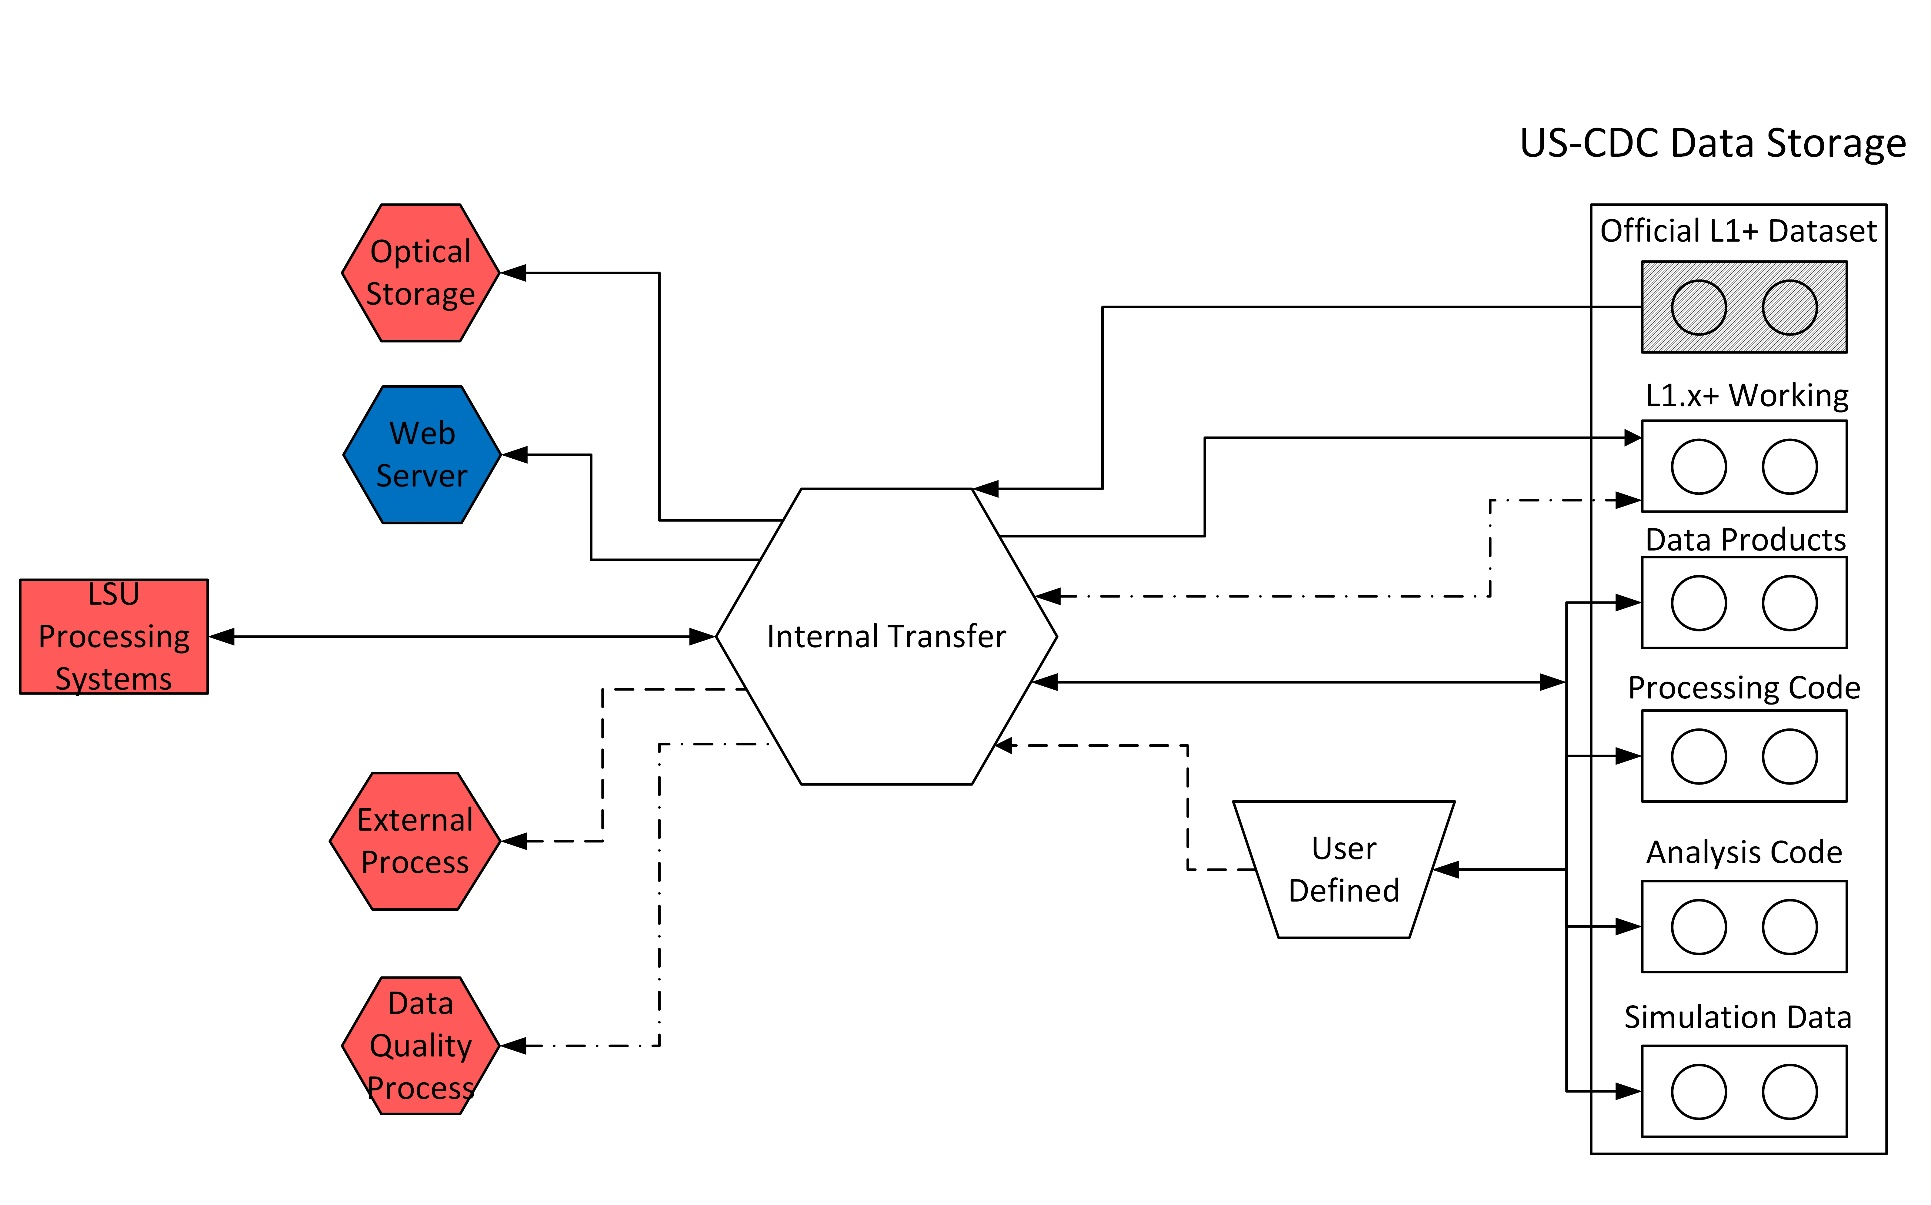 US-CDC Data Storage
Official L1+ Dataset
Optical
Storage
L1.x+ Working
Web
Server
Data Products
LSU
Processing
Systems
Internal Transfer
Processing Code
External
Process
User
Defined
Analysis Code
Data
Quality
Process
Simulation Data